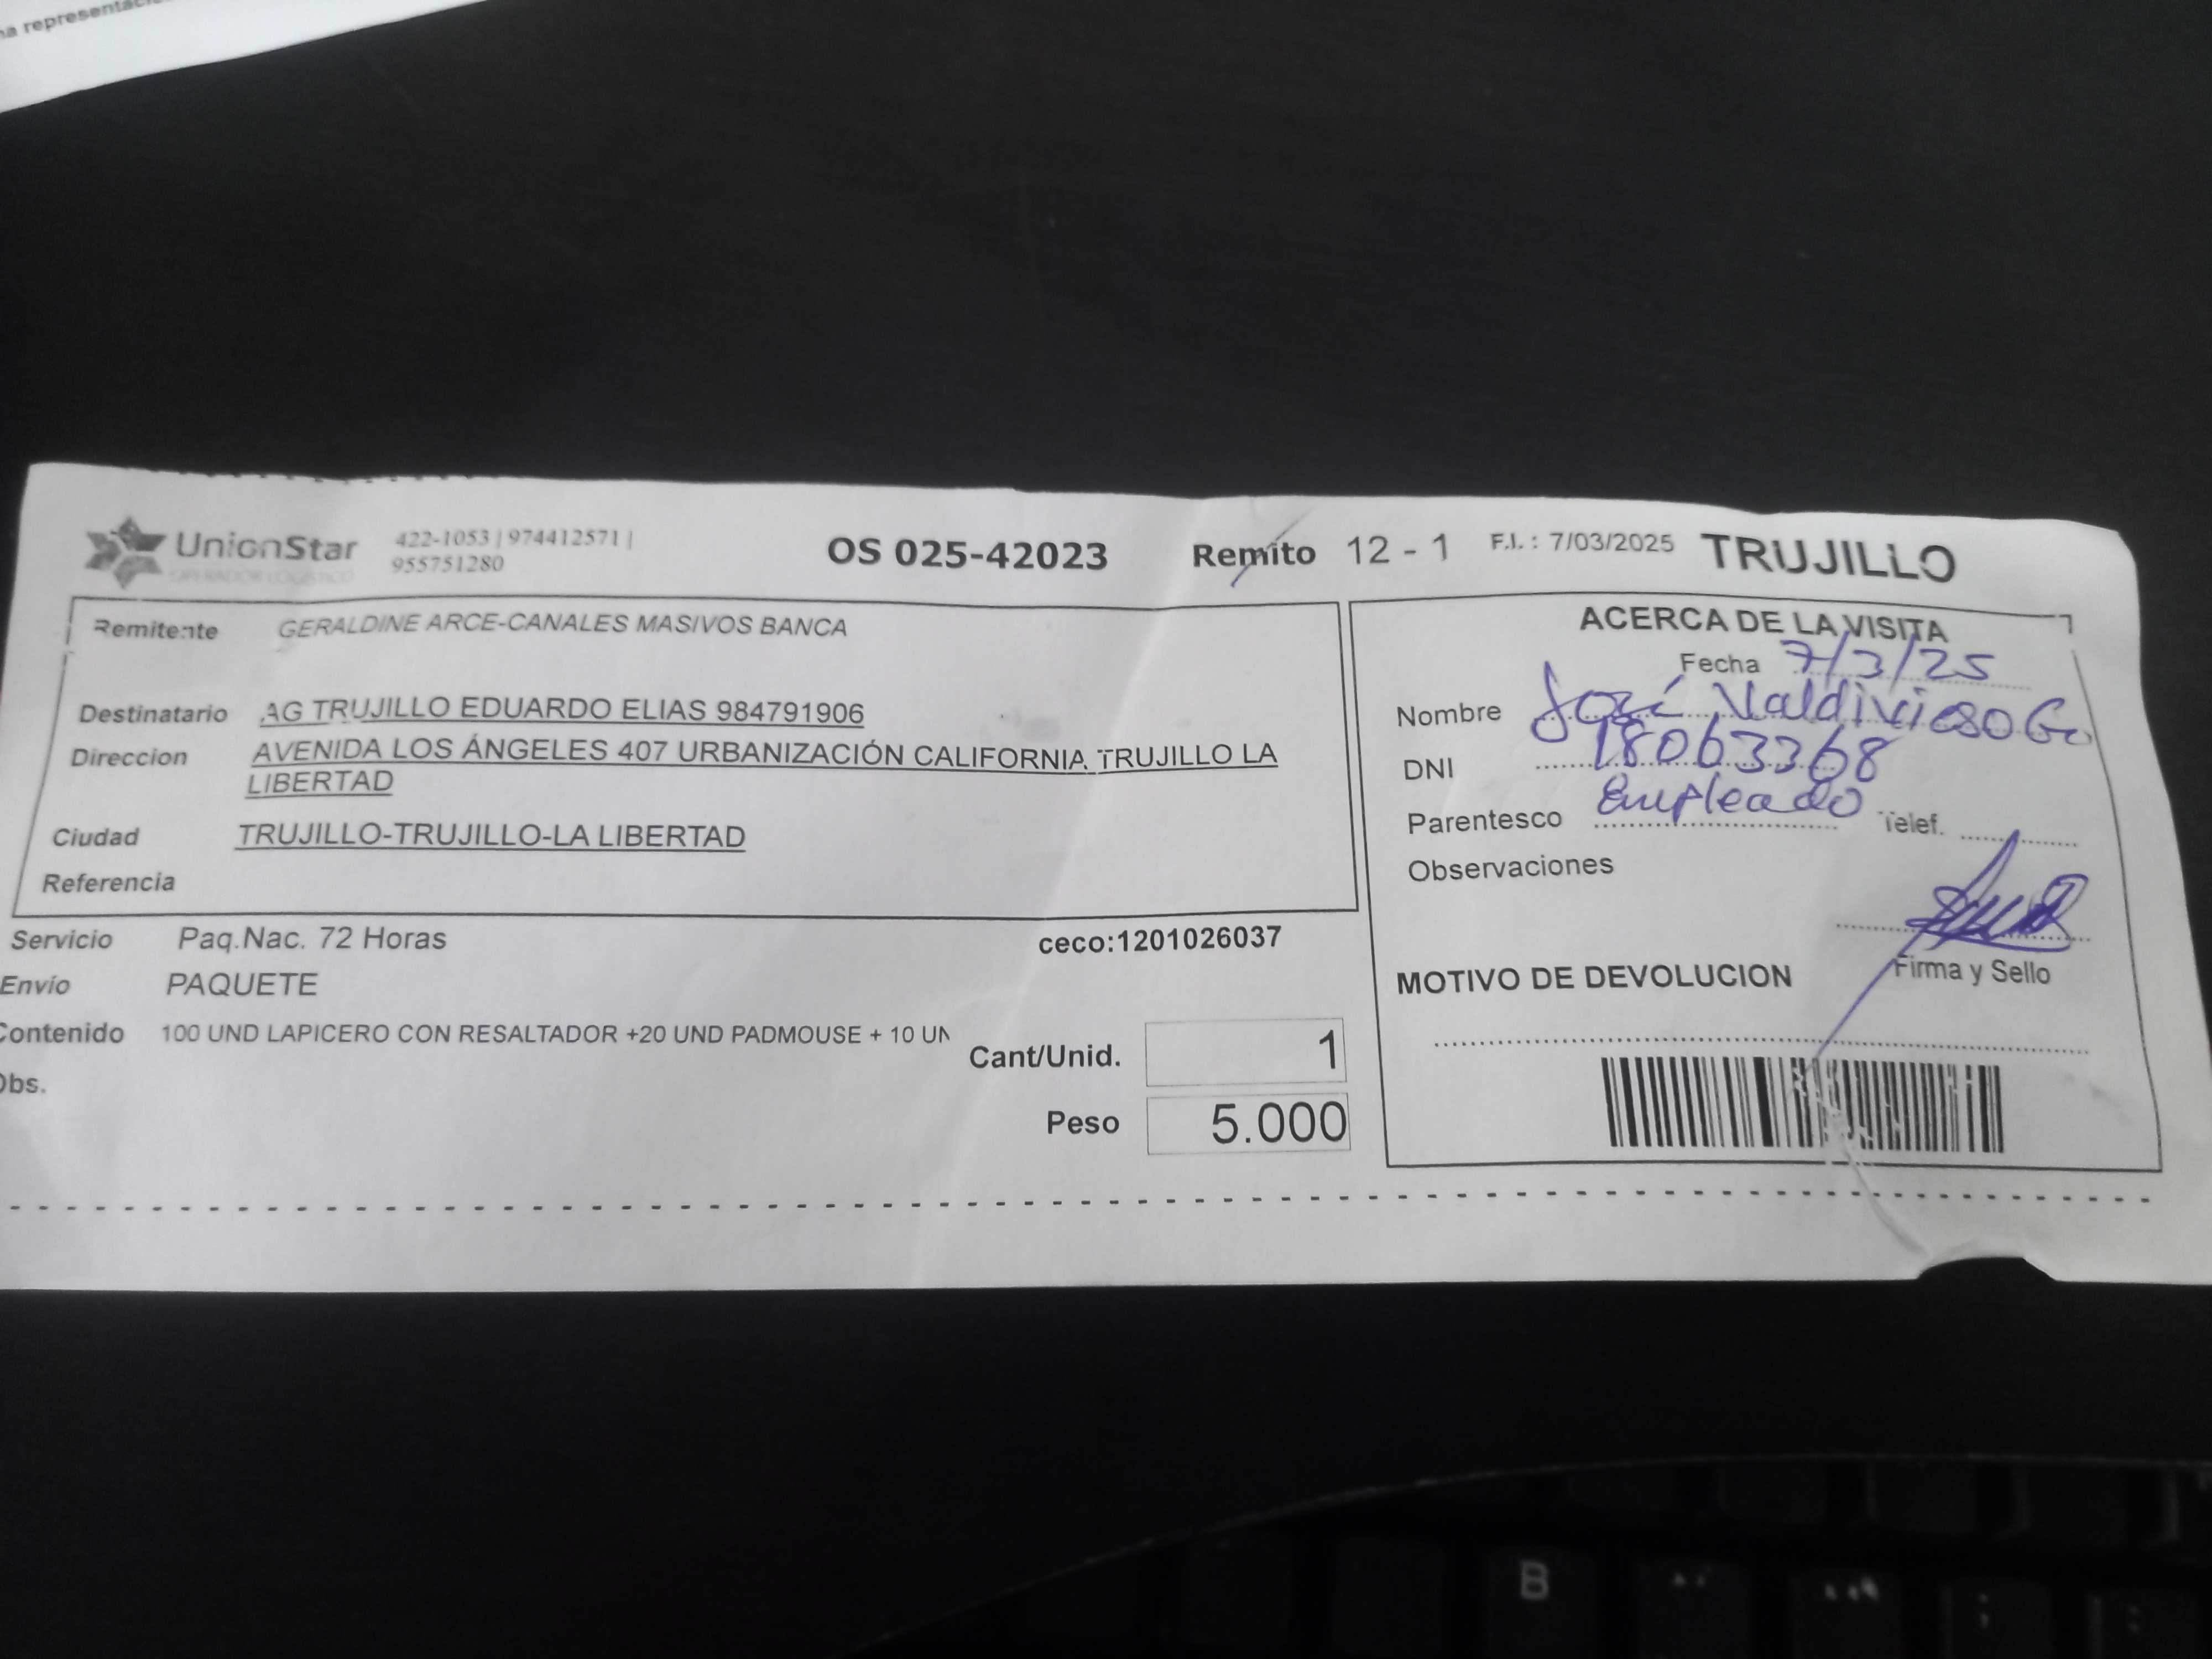 na representac
UnionStar
OPERADOR LOGISTICO
422-1053 | 974412571 |
955751280
OS 025-42023
Remito 12 - 1
F.I. : 7/03/2025
TRUJILLO
Remitente GERALDINE ARCE-CANALES MASIVOS BANCA
Destinatario AG TRUJILLO EDUARDO ELIAS 984791906
Direccion AVENIDA LOS ÁNGELES 407 URBANIZACIÓN CALIFORNIA TRUJILLO LA
LIBERTAD
Ciudad TRUJILLO-TRUJILLO-LA LIBERTAD
Referencia
Servicio Paq.Nac. 72 Horas
ceco:1201026037
Envío PAQUETE
Contenido 100 UND LAPICERO CON RESALTADOR +20 UND PADMOUSE + 10 UN
Obs.
Cant/Unid. 1
Peso 5.000
ACERCA DE LA VISITA
Fecha 7/3/25
Nombre José Valdivieso G.
DNI 18063368
Parentesco Empleado Telef.
Observaciones
Firma y Sello
MOTIVO DE DEVOLUCION
B